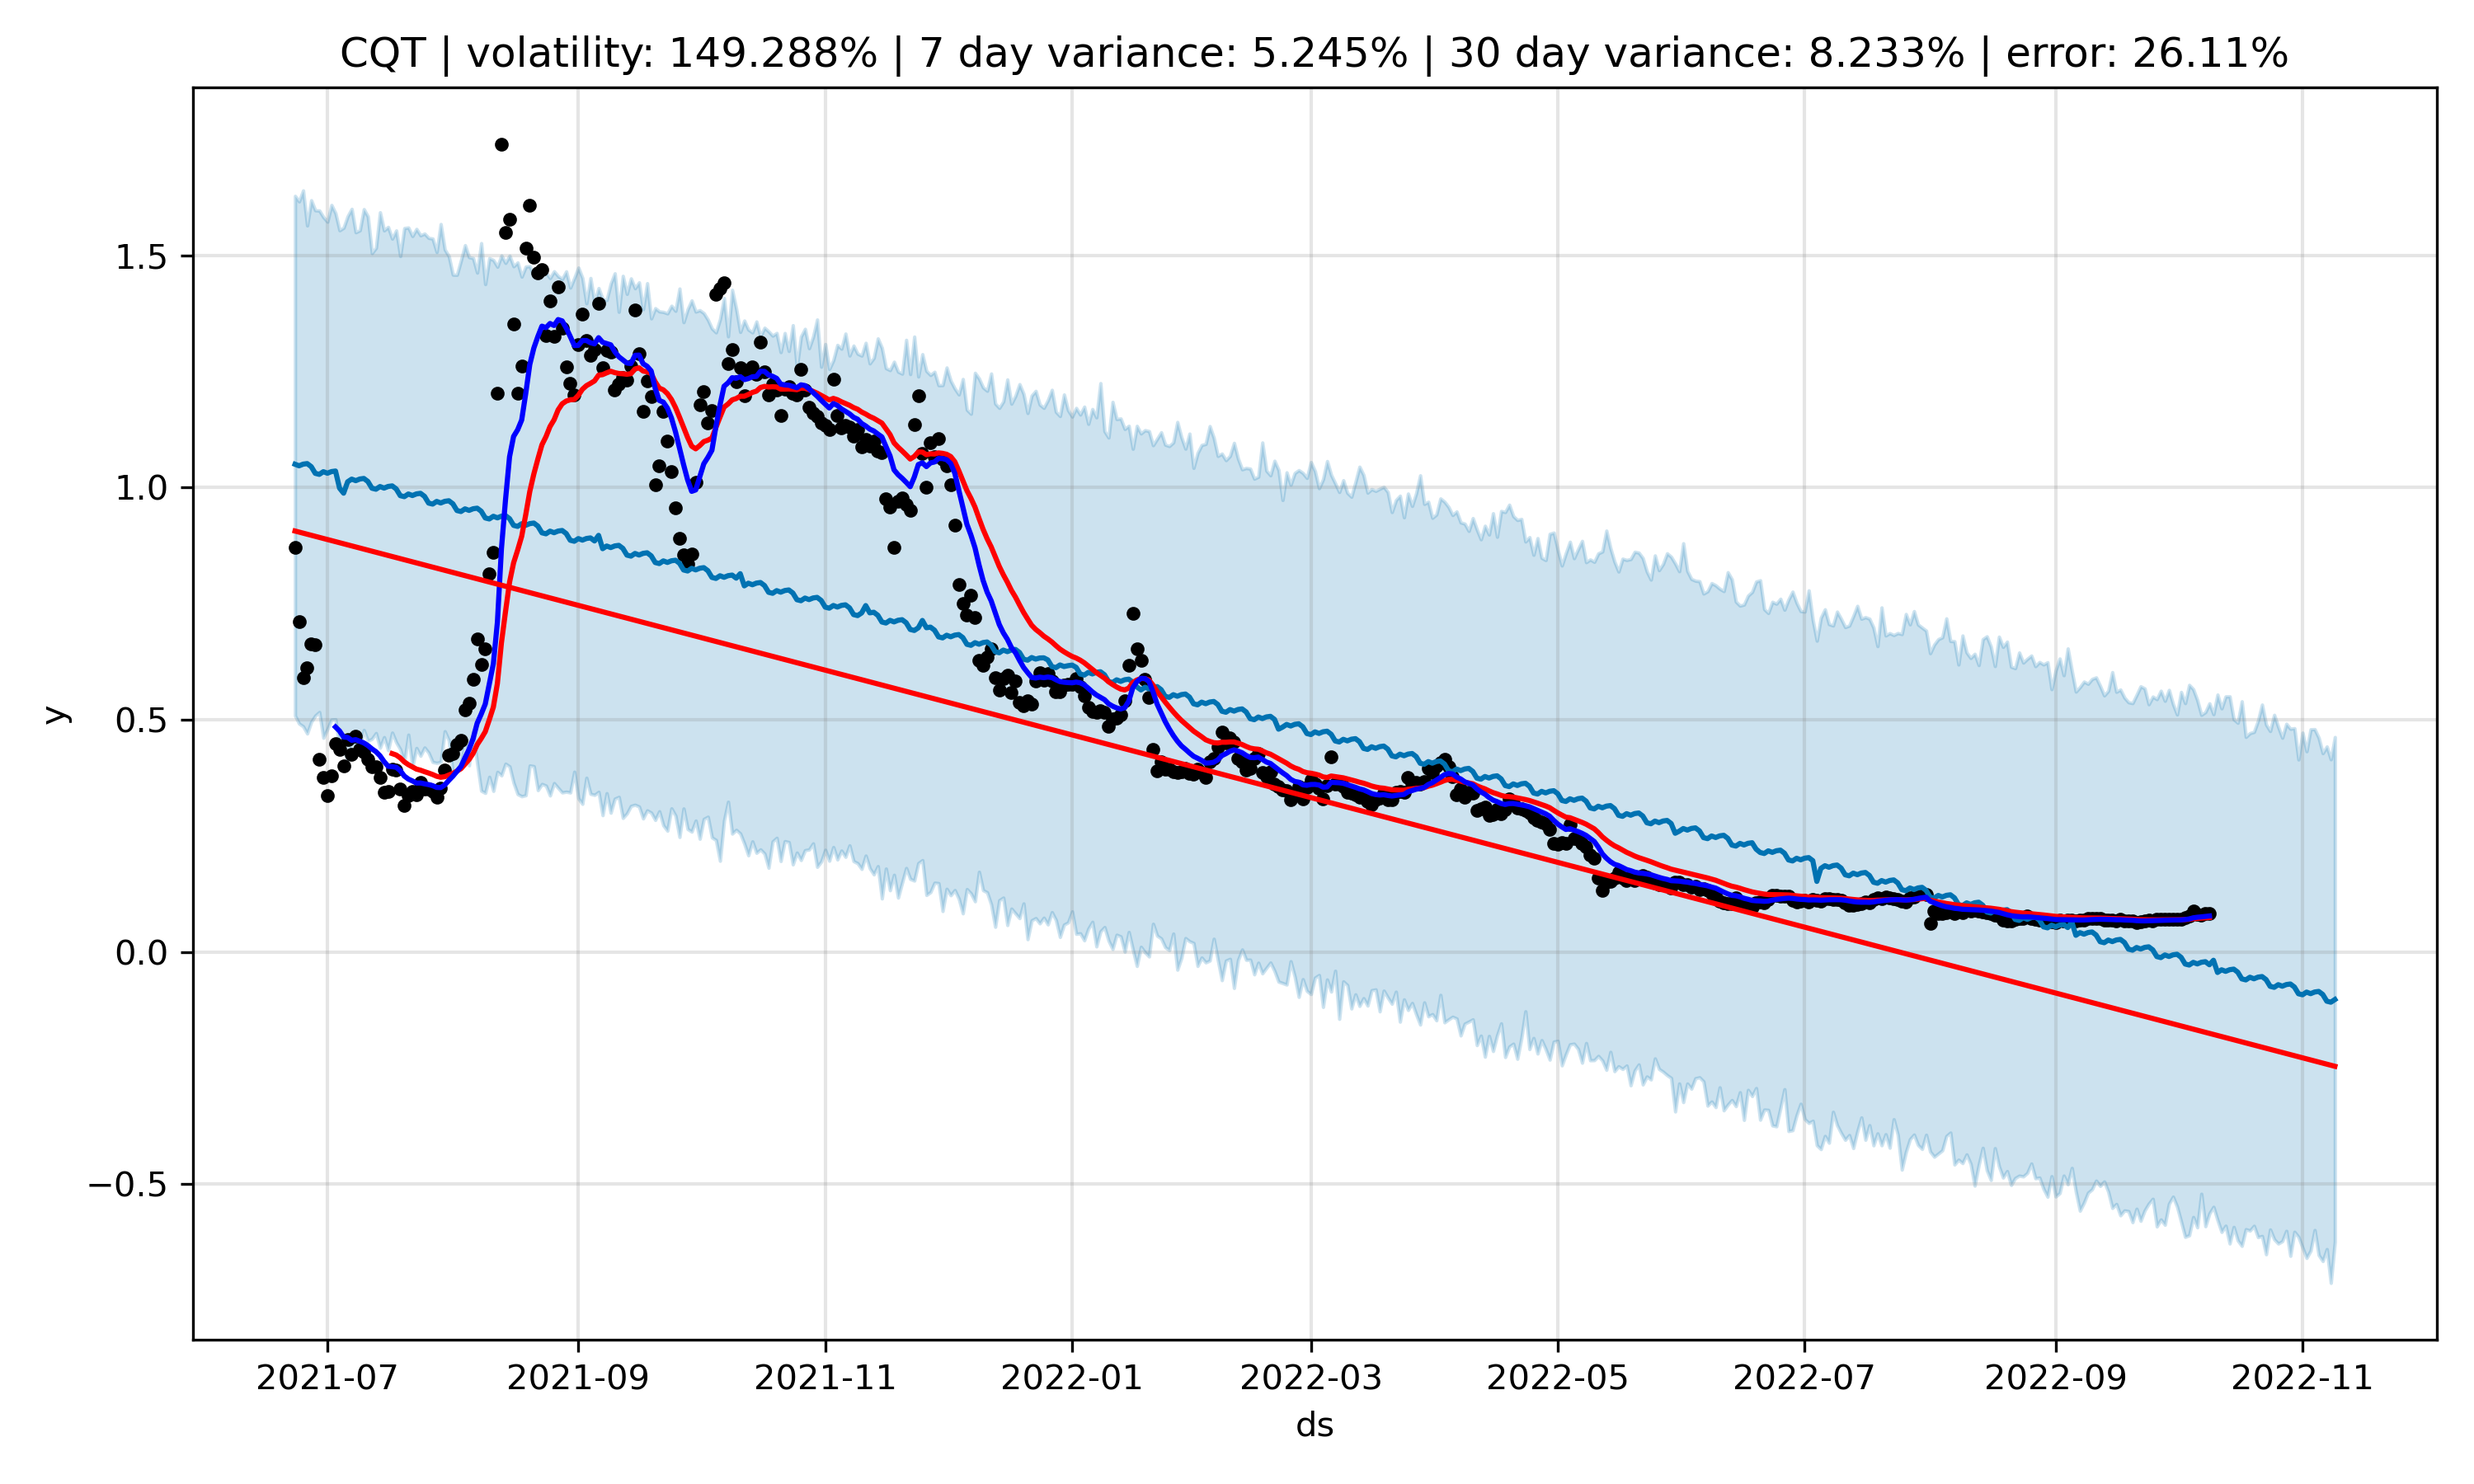 CQT | volatility: 149.288% | 7 day variance: 5.245% | 30 day variance: 8.233% | error: 26.11%
y
1.5
1.0
0.5
0.0
−0.5
2021-07 2021-09 2021-11 2022-01 2022-03 2022-05 2022-07 2022-09 2022-11
ds